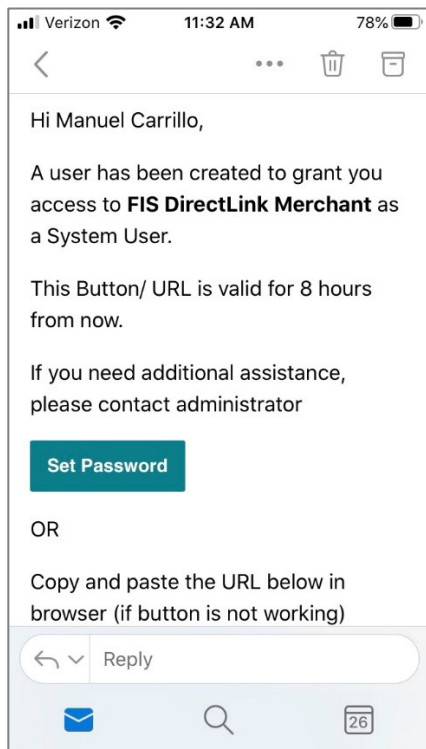 Verizon 11:32 AM 78%
Hi Manuel Carrillo,
A user has been created to grant you
access to FIS DirectLink Merchant as
a System User.
This Button/ URL is valid for 8 hours
from now.
If you need additional assistance,
please contact administrator
Set Password
OR
Copy and paste the URL below in
browser (if button is not working)
Reply
26